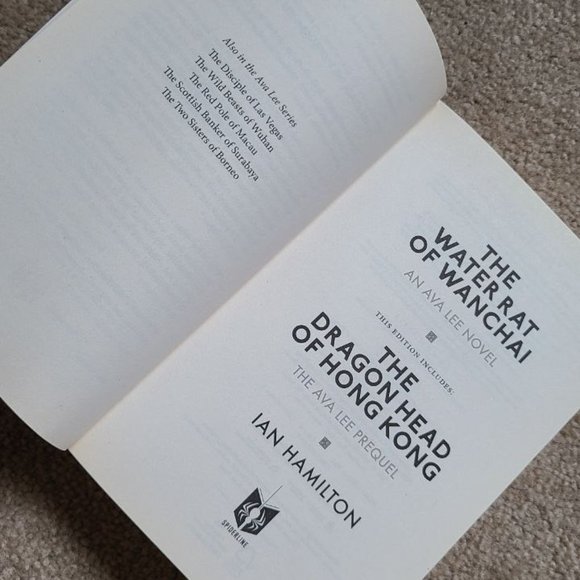 Also in the Ava Lee Series
The Disciple of Las Vegas
The Wild Beasts of Wuhan
The Red Pole of Macau
The Scottish Banker of Surabaya
The Two Sisters of Borneo
THE
WATER RAT
OF WANCHAI
AN AVA LEE NOVEL
THIS EDITION INCLUDES:
THE
DRAGON HEAD
OF HONG KONG
THE AVA LEE PREQUEL
IAN HAMILTON
SPIDERLINE